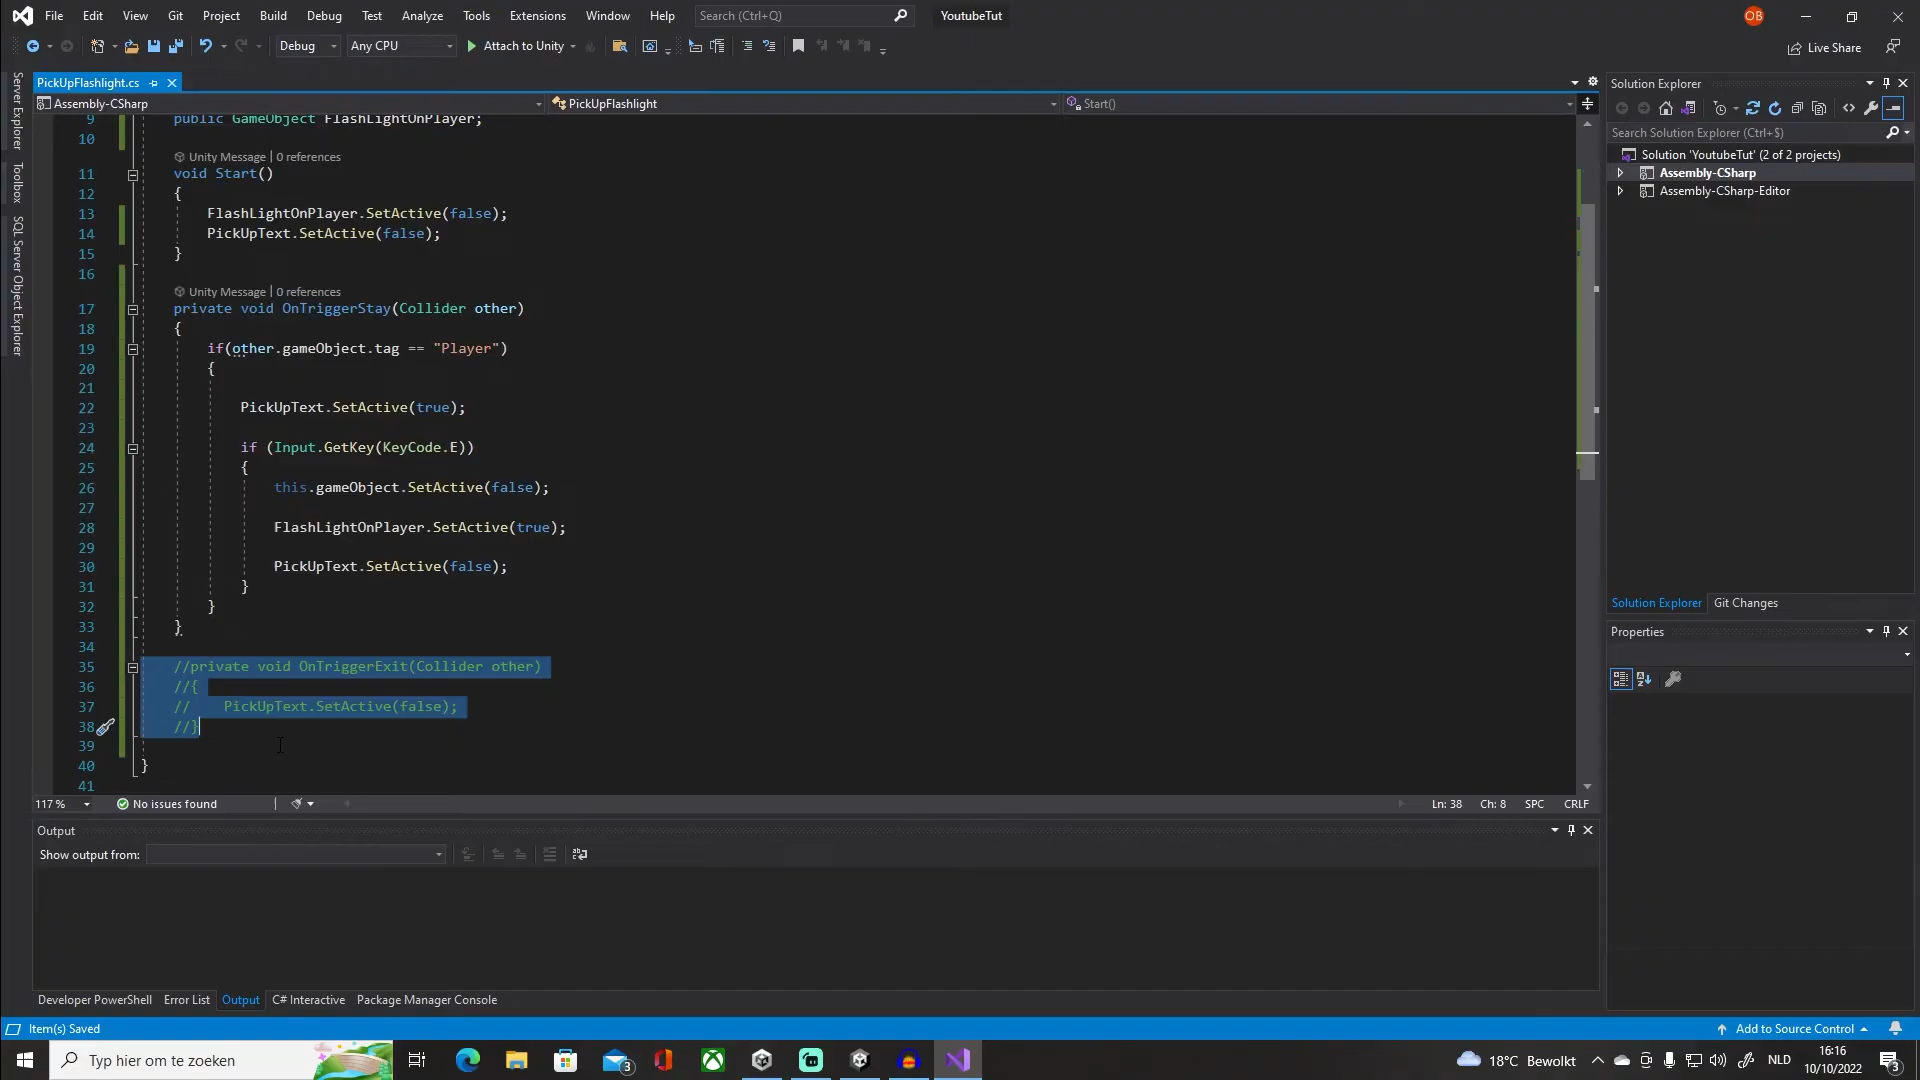 File Edit View Git Project Build Debug Test Analyze Tools Extensions Window Help Search (Ctrl+Q) YoutubeTut OB
Debug Any CPU Attach to Unity Live Share
Server Explorer
Toolbox
SQL Server Object Explorer
PickUpFlashlight.cs
Assembly-CSharp PickUpFlashlight Start()
9 public GameObject FlashLightOnPlayer;
10
Unity Message | 0 references
11 void Start()
12 {
13 FlashLightOnPlayer.SetActive(false);
14 PickUpText.SetActive(false);
15 }
16
Unity Message | 0 references
17 private void OnTriggerStay(Collider other)
18 {
19 if(other.gameObject.tag == "Player")
20 {
21
22 PickUpText.SetActive(true);
23
24 if (Input.GetKey(KeyCode.E))
25 {
26 this.gameObject.SetActive(false);
27
28 FlashLightOnPlayer.SetActive(true);
29
30 PickUpText.SetActive(false);
31 }
32 }
33 }
34
35 //private void OnTriggerExit(Collider other)
36 //{
37 // PickUpText.SetActive(false);
38 //}
39
40 }
41
117 % No issues found Ln: 38 Ch: 8 SPC CRLF
Output
Show output from:
Developer PowerShell Error List Output C# Interactive Package Manager Console
Solution Explorer
Search Solution Explorer (Ctrl+$)
Solution 'YoutubeTut' (2 of 2 projects)
Assembly-CSharp
Assembly-CSharp-Editor
Solution Explorer Git Changes
Properties
Item(s) Saved Add to Source Control
Typ hier om te zoeken 3 18°C Bewolkt NLD 16:16
10/10/2022 3